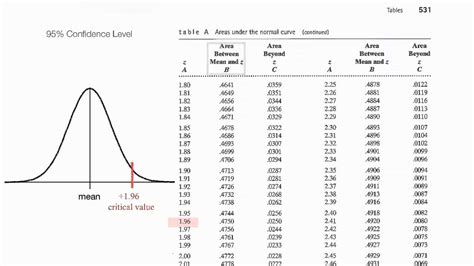 Tables 531
95% Confidence Level
table A Areas under the normal curve (continued)
Area Area Area Area
Between Beyond Between Beyond
z Mean and z z z Mean and z z
A B C A B C
1.80 .4641 .0359 2.25 .4878 .0122
1.81 .4649 .0351 2.26 .4881 .0119
1.82 .4656 .0344 2.27 .4884 .0116
1.83 .4664 .0336 2.28 .4887 .0113
1.84 .4671 .0329 2.29 .4890 .0110
1.85 .4678 .0322 2.30 .4893 .0107
1.86 .4686 .0314 2.31 .4896 .0104
1.87 .4693 .0307 2.32 .4898 .0102
1.88 .4699 .0301 2.33 .4901 .0099
1.89 .4706 .0294 2.34 .4904 .0096
1.90 .4713 .0287 2.35 .4906 .0094
1.91 .4719 .0281 2.36 .4909 .0091
1.92 .4726 .0274 2.37 .4911 .0089
1.93 .4732 .0268 2.38 .4913 .0087
1.94 .4738 .0262 2.39 .4916 .0084
1.95 .4744 .0256 2.40 .4918 .0082
1.96 .4750 .0250 2.41 .4920 .0080
1.97 .4756 .0244 2.42 .4922 .0078
1.98 .4761 .0239 2.43 .4925 .0075
1.99 .4767 .0233 2.44 .4927 .0073
2.00 .4772 .0228 2.45 .4929 .0071
2.01 .4778 .0222 2.46 .4931 .0069
mean +1.96
critical value